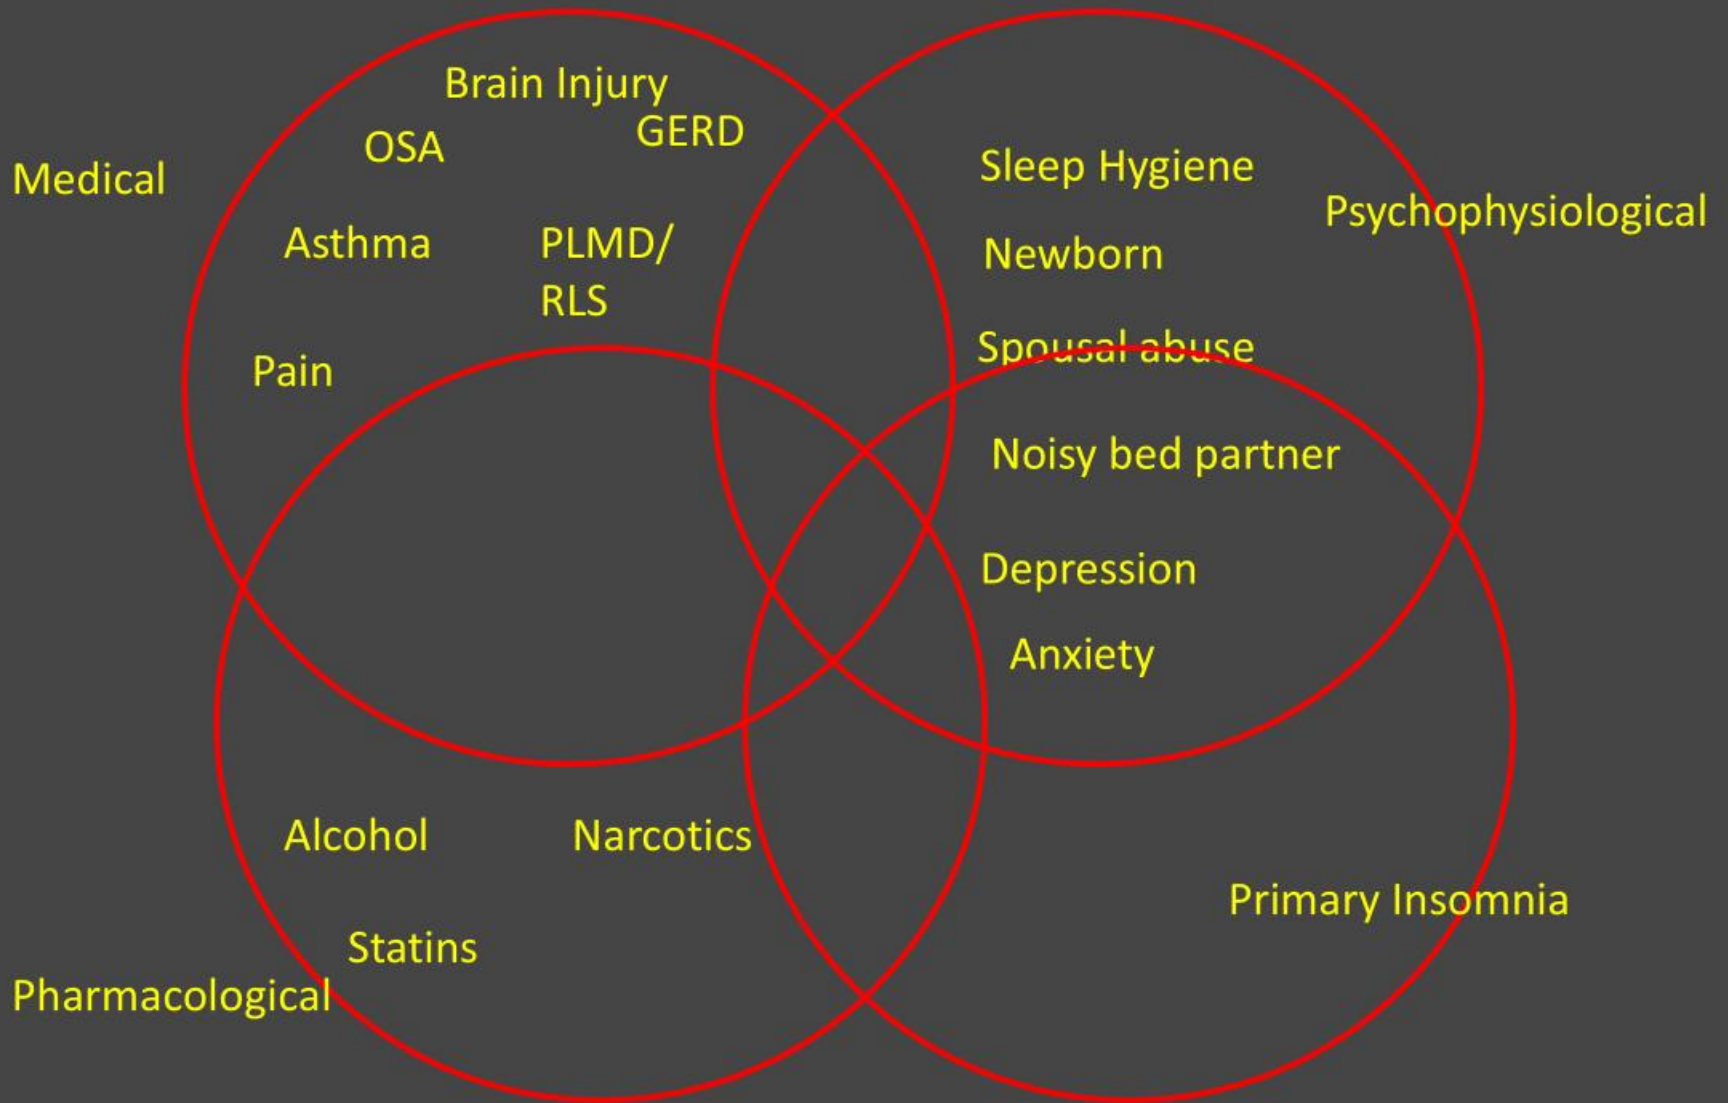 Brain Injury
GERD
OSA
Medical
Sleep Hygiene
Psychophysiological
Asthma
PLMD/
RLS
Newborn
Spousal abuse
Pain
Noisy bed partner
Depression
Anxiety
Alcohol
Narcotics
Primary Insomnia
Statins
Pharmacological